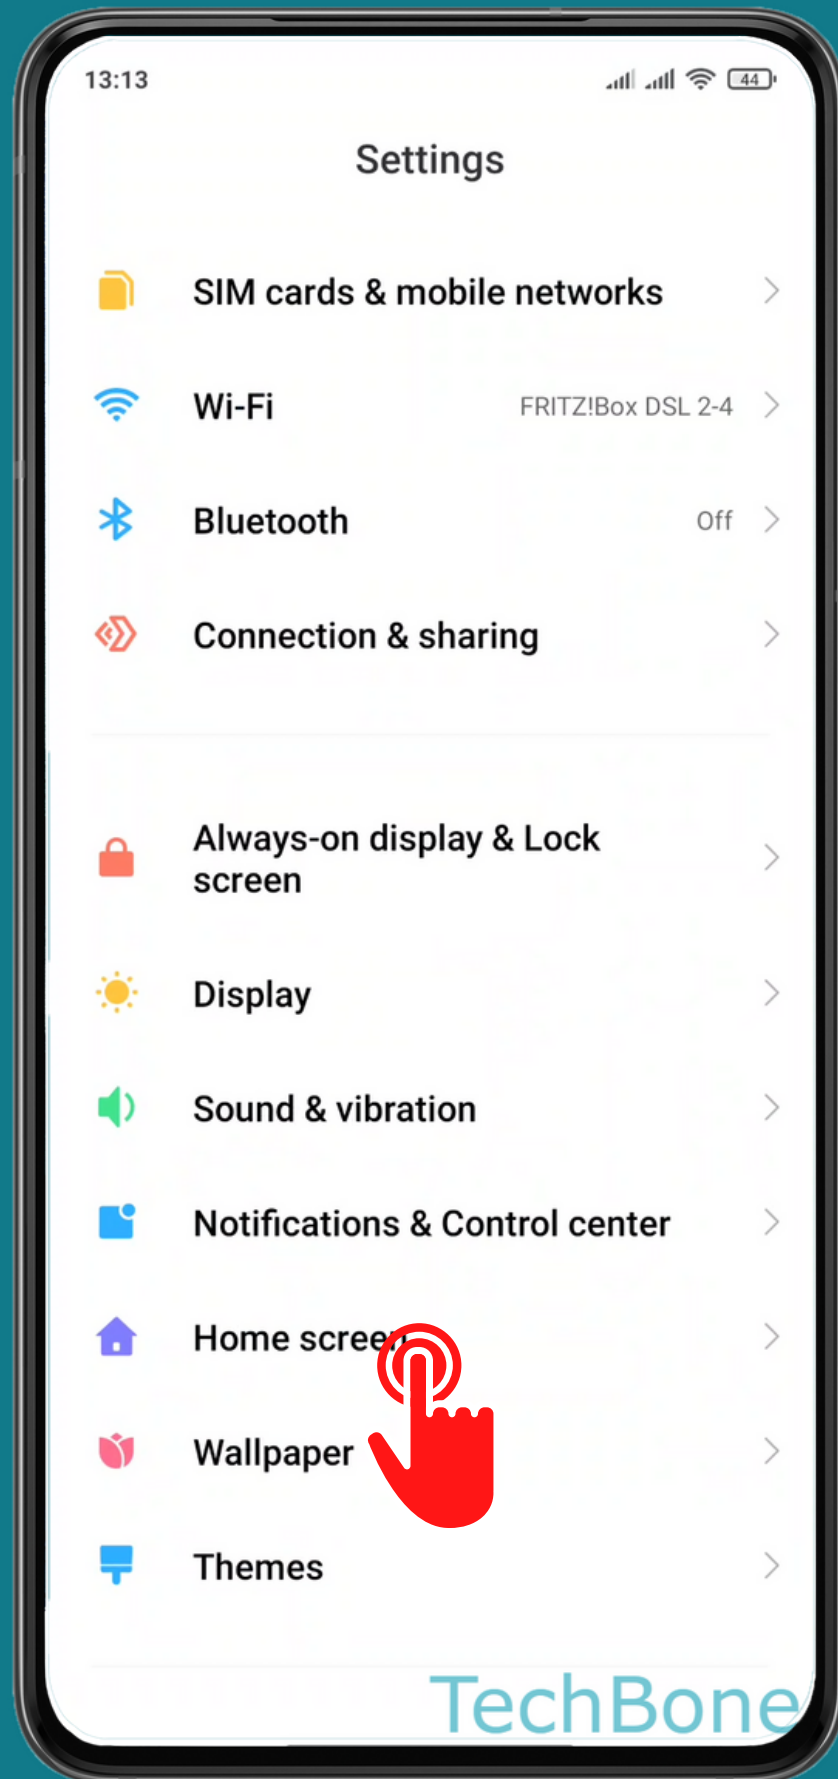 13:13
44
Settings
SIM cards & mobile networks
Wi-Fi
FRITZ!Box DSL 2-4
Bluetooth
Off
Connection & sharing
Always-on display & Lock
screen
Display
Sound & vibration
Notifications & Control center
Home screen
Wallpaper
Themes
TechBone